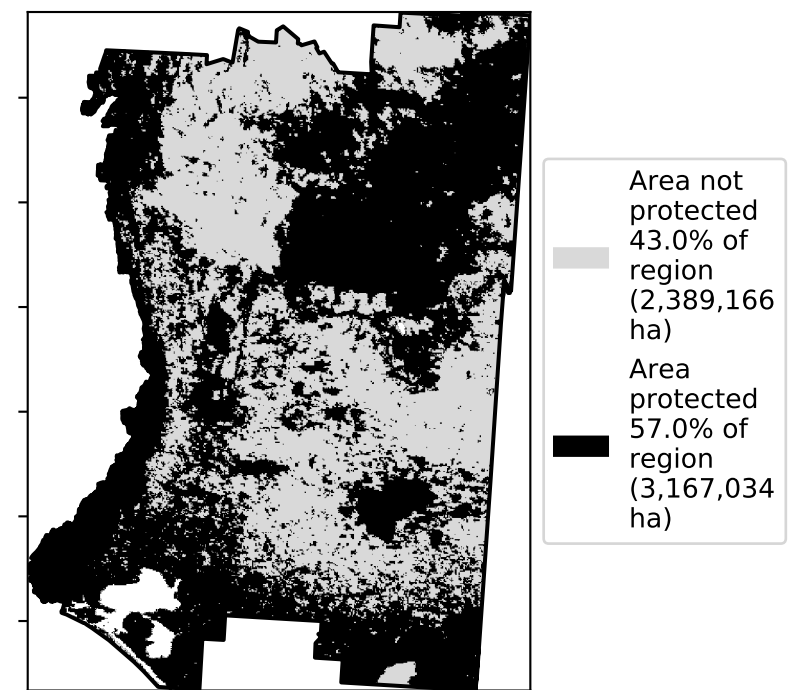 Area not
protected
43.0% of
region
(2,389,166
ha)
Area
protected
57.0% of
region
(3,167,034
ha)